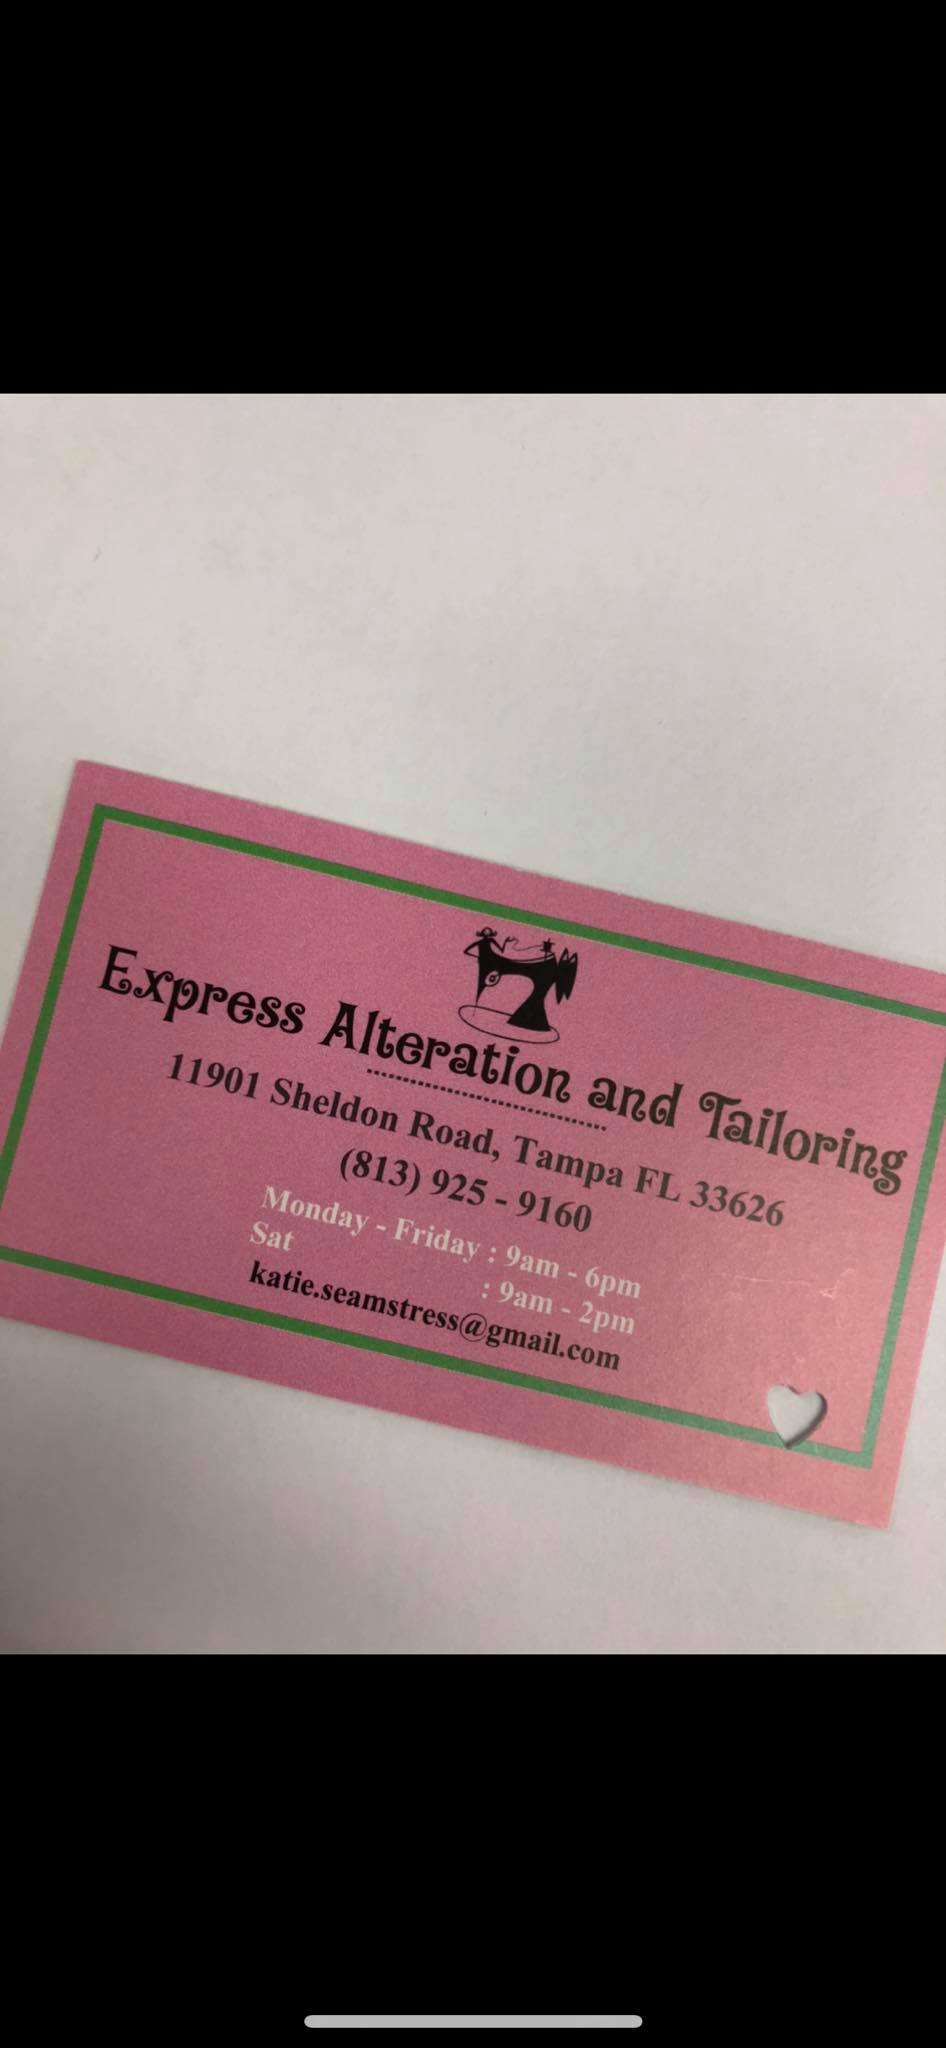 Express Alteration and Tailoring
11901 Sheldon Road, Tampa FL 33626
(813) 925 - 9160
Monday - Friday : 9am - 6pm
Sat : 9am - 2pm
katie.seamstress@gmail.com